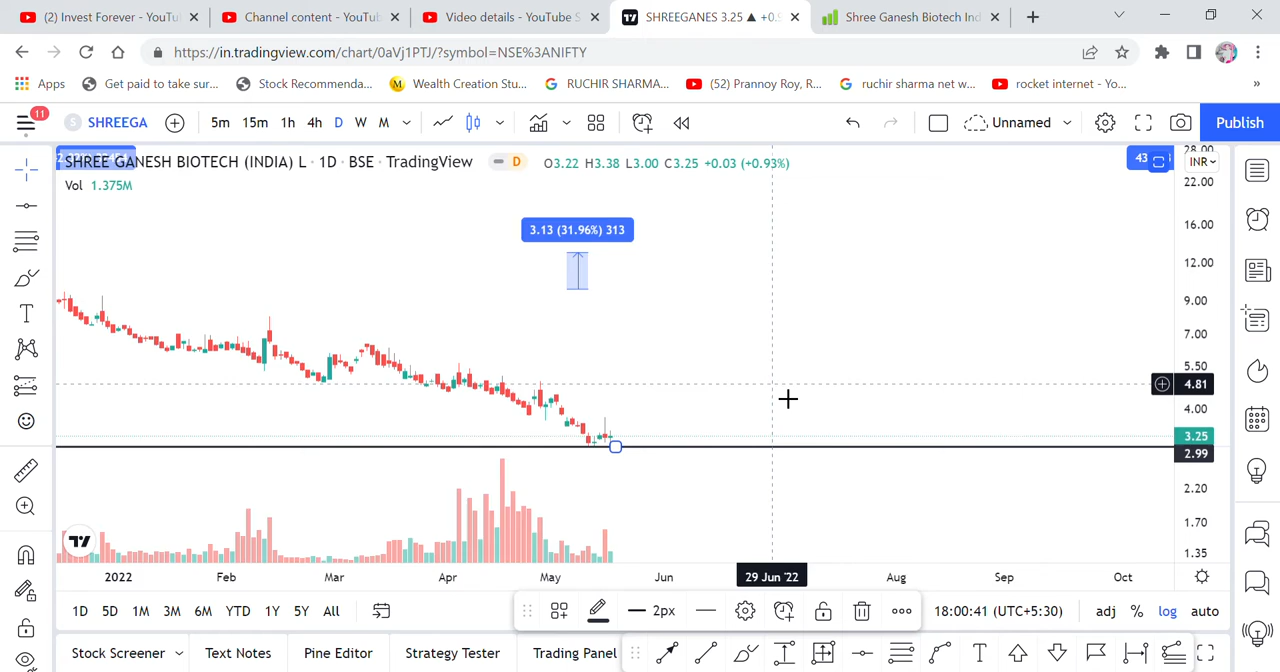 (2) Invest Forever - YouTu
Channel content - YouTub
Video details - YouTube S
SHREEGANES 3.25 ▲ +0.9
Shree Ganesh Biotech Ind
https://in.tradingview.com/chart/0aVj1PTJ/?symbol=NSE%3ANIFTY
Apps
Get paid to take sur...
Stock Recommenda...
M
Wealth Creation Stu...
RUCHIR SHARMA...
(52) Prannoy Roy, R...
ruchir sharma net w...
rocket internet - Yo...
»
11
S
SHREEGA
5m 15m 1h 4h D W M
Unnamed
Publish
SHREE GANESH BIOTECH (INDIA) L · 1D · BSE · TradingView
D
O3.22 H3.38 L3.00 C3.25 +0.03 (+0.93%)
43
INR
Vol 1.375M
3.13 (31.96%) 313
28.00
22.00
16.00
12.00
9.00
7.00
5.50
4.81
4.00
3.25
2.99
2.20
1.70
1.35
2022 Feb Mar Apr May Jun 29 Jun '22 Aug Sep Oct
1D 5D 1M 3M 6M YTD 1Y 5Y All
2px
18:00:41 (UTC+5:30)
adj % log auto
Stock Screener Text Notes Pine Editor Strategy Tester Trading Panel
T